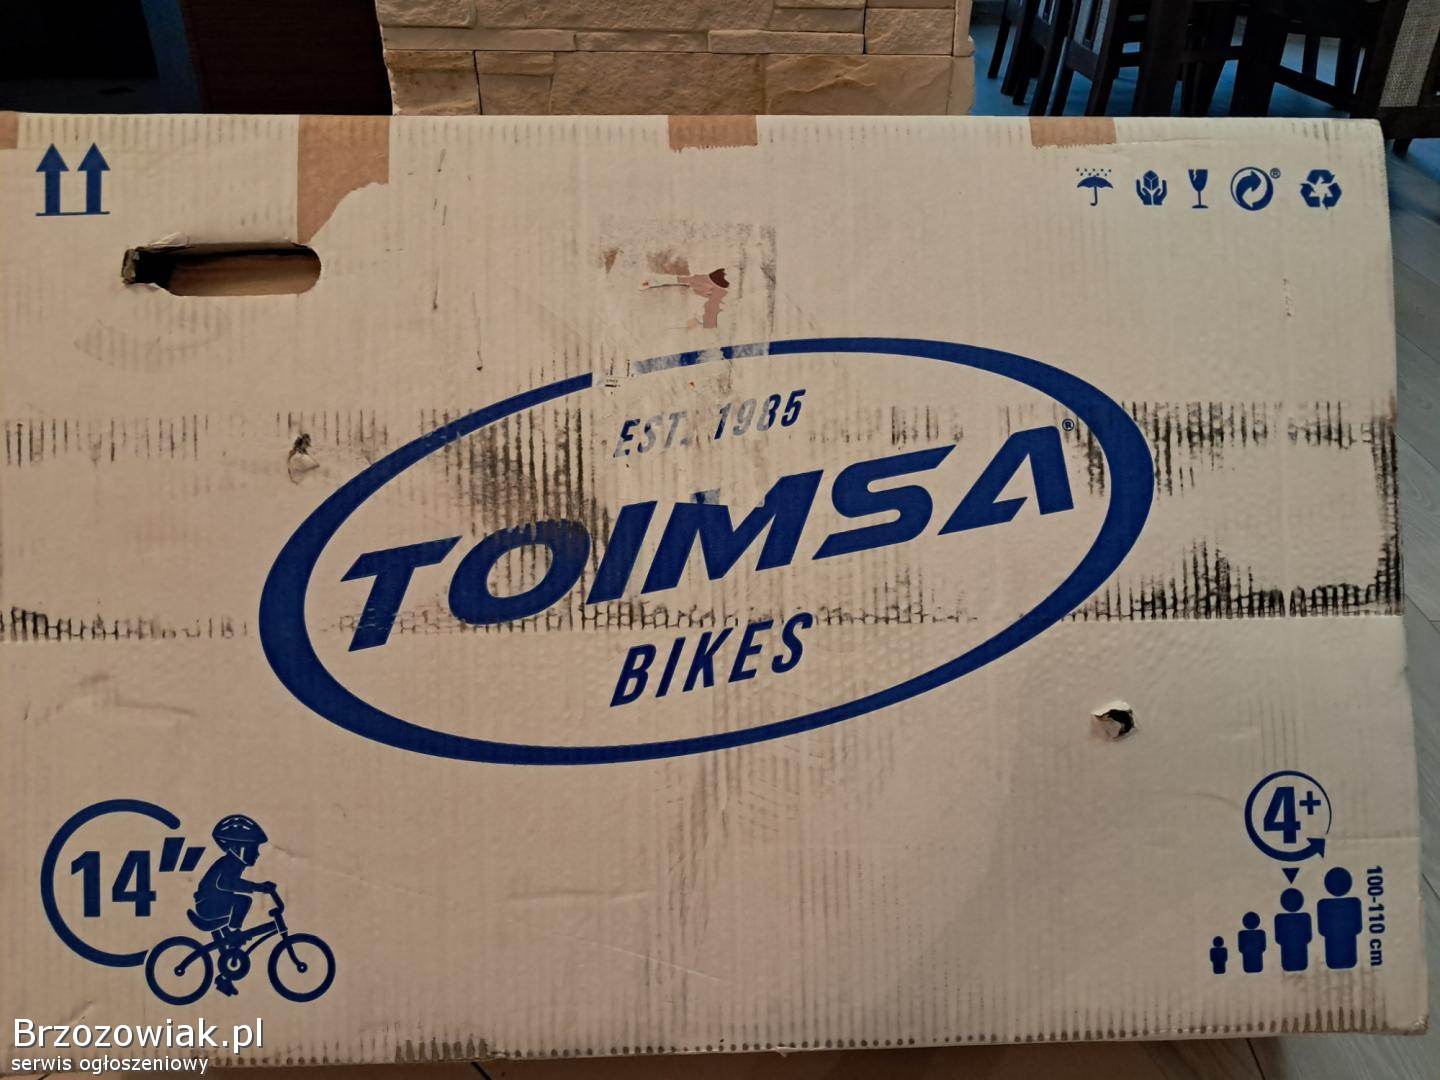 EST. 1985
TOIMSA®
BIKES
14"
4+
100-110 cm
Brzozowiak.pl
serwis ogłoszeniowy